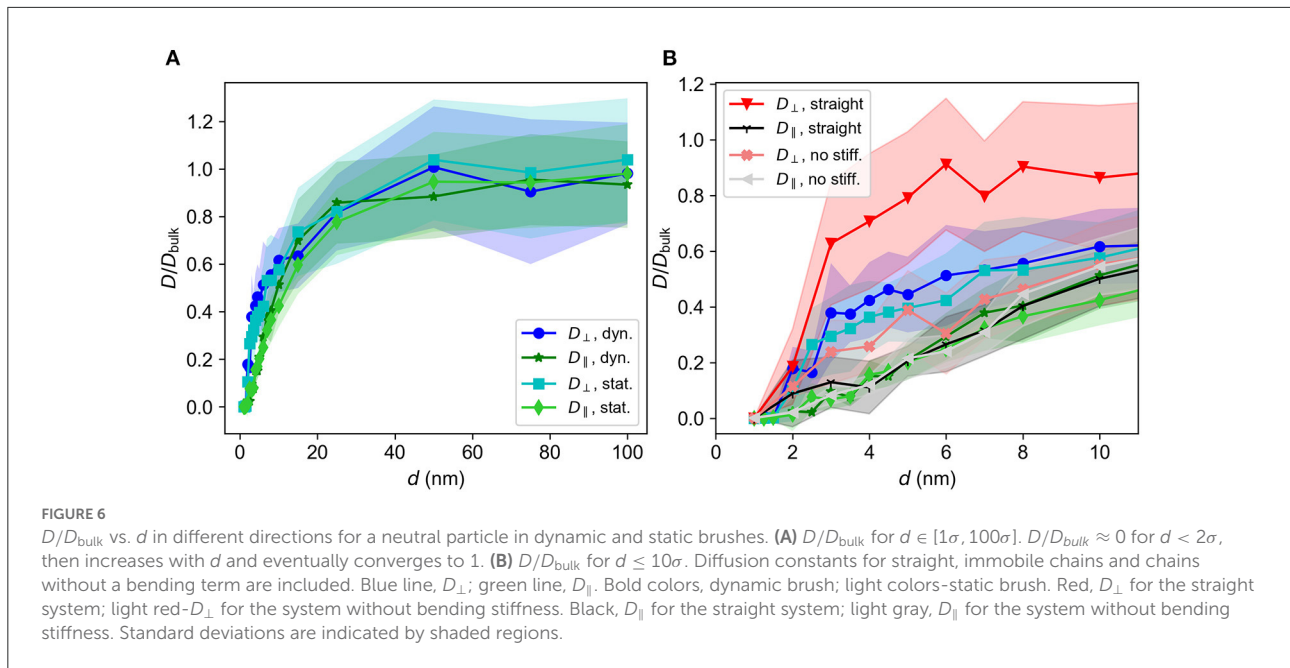 A
B
D/D_bulk
1.2
1.0
0.8
0.6
0.4
0.2
0.0
0
20
40
60
80
100
d (nm)
D⊥, dyn.
D∥, dyn.
D⊥, stat.
D∥, stat.
D/D_bulk
1.2
1.0
0.8
0.6
0.4
0.2
0.0
2
4
6
8
10
d (nm)
D⊥, straight
D∥, straight
D⊥, no stiff.
D∥, no stiff.
FIGURE 6
D/D_bulk vs. d in different directions for a neutral particle in dynamic and static brushes. (A) D/D_bulk for d ∈ [1σ, 100σ]. D/D_bulk ≈ 0 for d < 2σ,
then increases with d and eventually converges to 1. (B) D/D_bulk for d ≤ 10σ. Diffusion constants for straight, immobile chains and chains
without a bending term are included. Blue line, D⊥; green line, D∥. Bold colors, dynamic brush; light colors-static brush. Red, D⊥ for the straight
system; light red-D⊥ for the system without bending stiffness. Black, D∥ for the straight system; light gray, D∥ for the system without bending
stiffness. Standard deviations are indicated by shaded regions.